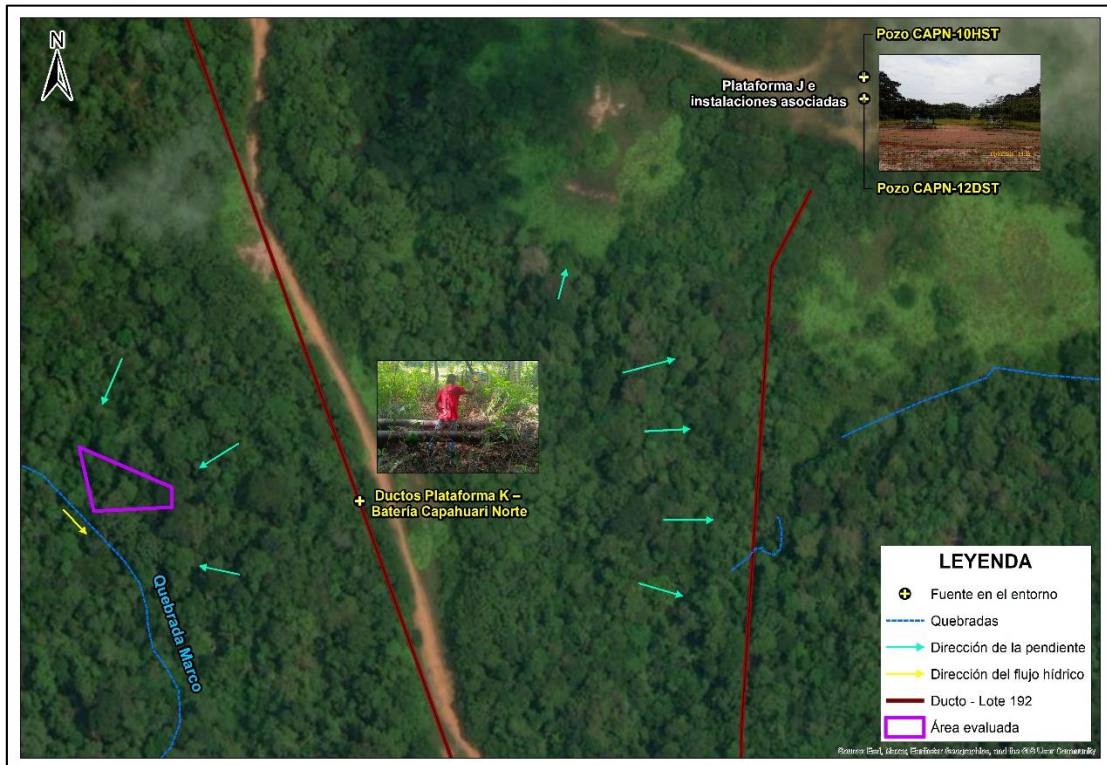 N
Pozo CAPN-10HST
Plataforma J e
instalaciones asociadas
Pozo CAPN-12DST
Ductos Plataforma K –
Batería Capahuari Norte
Quebrada Marco
LEYENDA
Fuente en el entorno
Quebradas
Dirección de la pendiente
Dirección del flujo hídrico
Ducto - Lote 192
Área evaluada